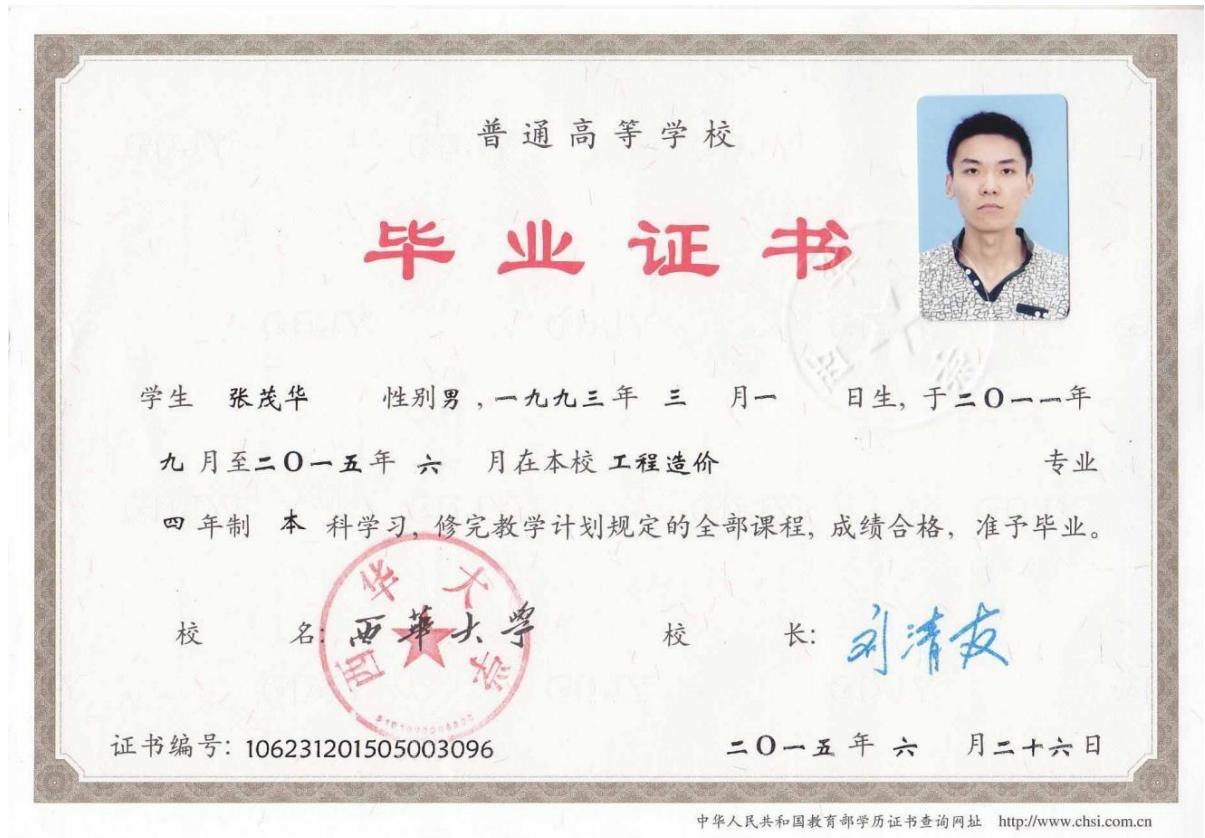 普通高等学校
毕业证书
学生 张茂华 性别男，一九九三年 三 月一 日生，于二〇一一年
九 月至二〇一五年 六 月在本校 工程造价 专业
四 年制 本 科学习，修完教学计划规定的全部课程，成绩合格，准予毕业。
校 名：西華大学 校 长：刘清友
西华大学
证书编号：106231201505003096 二〇一五年 六 月二十六日
中华人民共和国教育部学历证书查询网址 http://www.chsi.com.cn